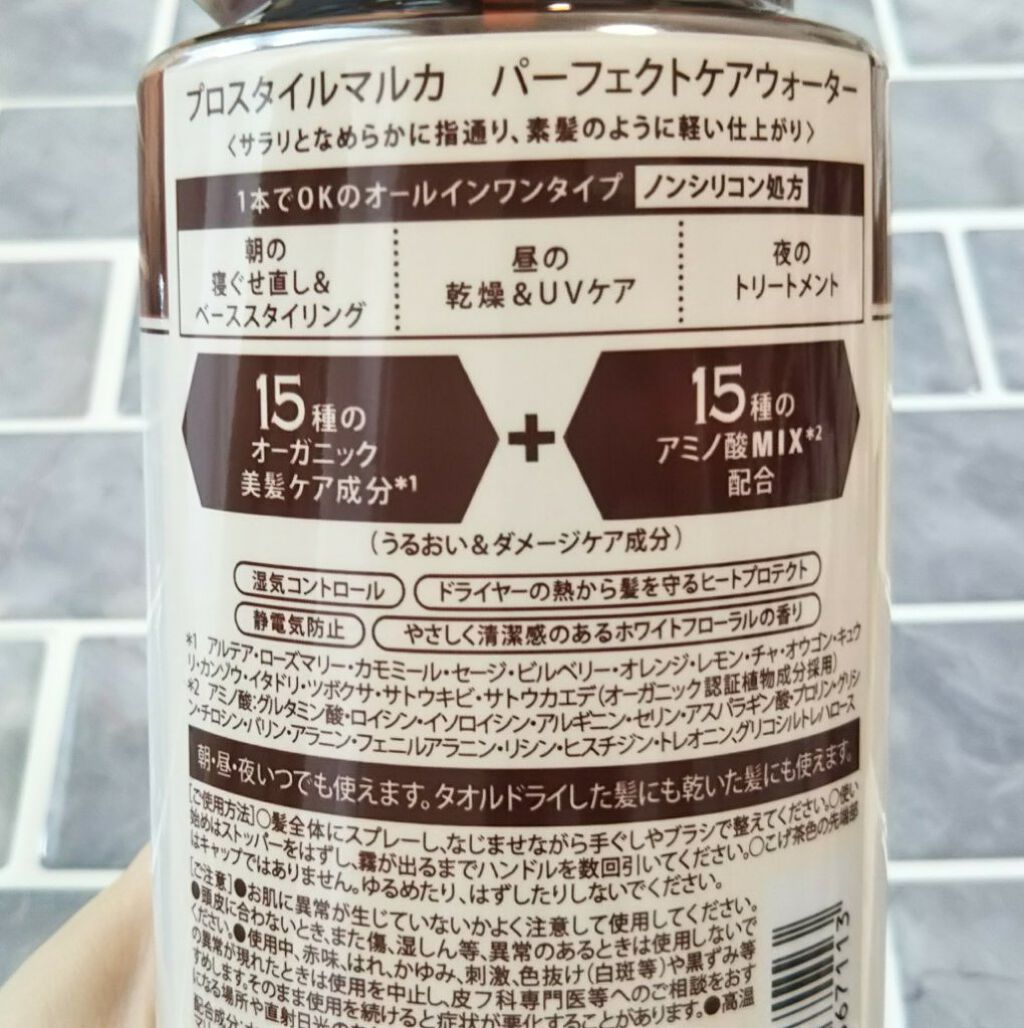 プロスタイルマルカ　パーフェクトケアウォーター
〈サラリとなめらかに指通り、素髪のように軽い仕上がり〉
1本でOKのオールインワンタイプ ノンシリコン処方
朝の
寝ぐせ直し&
ベーススタイリング
昼の
乾燥&UVケア
夜の
トリートメント
15種の
オーガニック
美髪ケア成分*1
+
15種の
アミノ酸MIX*2
配合
(うるおい&ダメージケア成分)
湿気コントロール ドライヤーの熱から髪を守るヒートプロテクト
静電気防止 やさしく清潔感のあるホワイトフローラルの香り
*1 アルテア・ローズマリー・カモミール・セージ・ビルベリー・オレンジ・レモン・チャ・オウゴン・キュウ
リ・カンゾウ・イタドリ・ツボクサ・サトウキビ・サトウカエデ(オーガニック認証植物成分採用)
*2 アミノ酸:グルタミン酸・ロイシン・イソロイシン・アルギニン・セリン・アスパラギン酸・プロリン・グリシ
ン・チロシン・バリン・アラニン・フェニルアラニン・リシン・ヒスチジン・トレオニン、グリコシルトレハロース
朝・昼・夜いつでも使えます。タオルドライした髪にも乾いた髪にも使えます。
[ご使用方法]○髪全体にスプレーし、なじませながら手ぐしやブラシで整えてください。○使い
始めはストッパーをはずし、霧が出るまでハンドルを数回引いてください。○こげ茶色の先端部
はキャップではありません。ゆるめたり、はずしたりしないでください。
[ご注意]●お肌に異常が生じていないかよく注意して使用してください。
●頭皮に合わないとき、また傷、湿しん等、異常のあるときは使用しないで
ください。●使用中、赤味、はれ、かゆみ、刺激、色抜け(白斑等)や黒ずみ等
の異常が現れたときは使用を中止し、皮フ科専門医等へのご相談をおす
すめします。そのまま使用を続けると症状が悪化することがあります。●高温
になる場所や直射日光の
配合成分:
67113